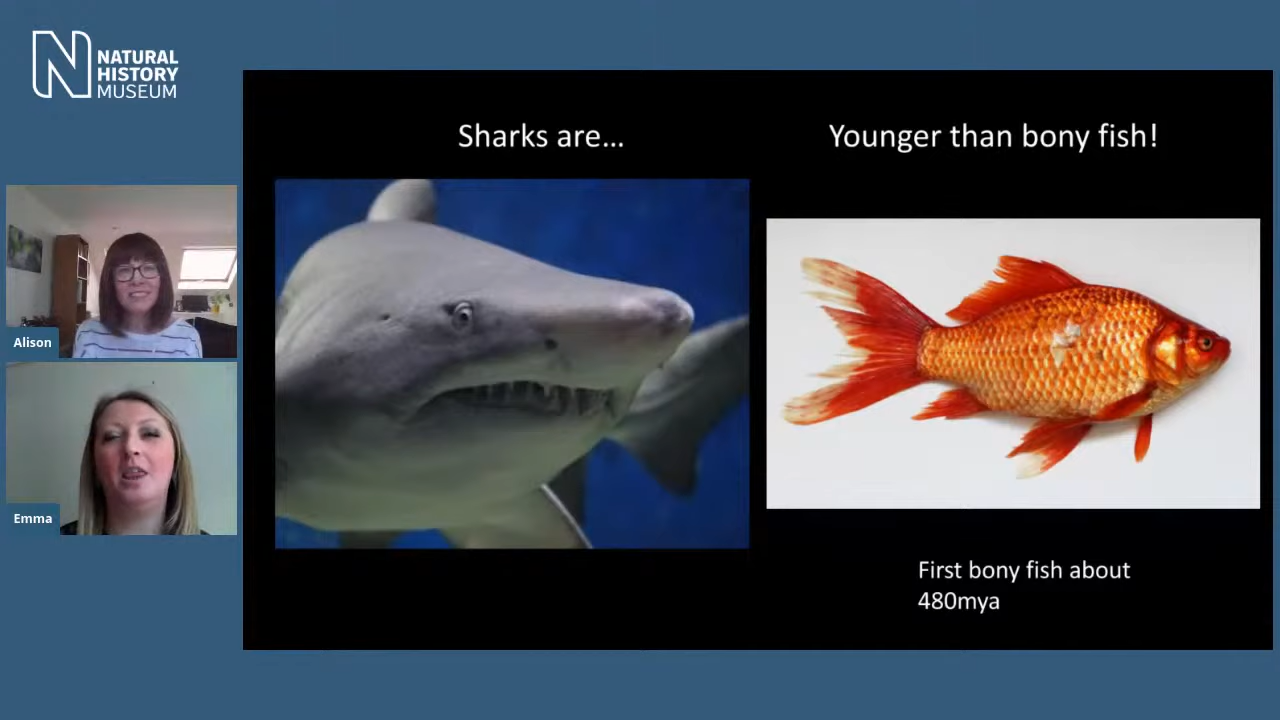 NATURAL
HISTORY
MUSEUM
Sharks are...
Younger than bony fish!
Alison
Emma
First bony fish about
480mya